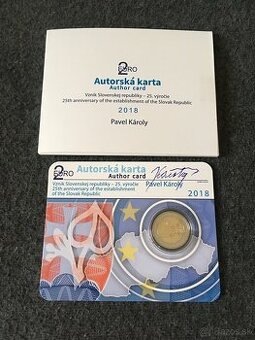 2 EURO
Autorská karta
Author card
Vznik Slovenskej republiky - 25. výročie
25th anniversary of the establishment of the Slovak Republic
2018
Pavel Károly
2 EURO
Autorská karta
Author card
Vznik Slovenskej republiky - 25. výročie
25th anniversary of the establishment
of the Slovak Republic
Pavel Károly
2018